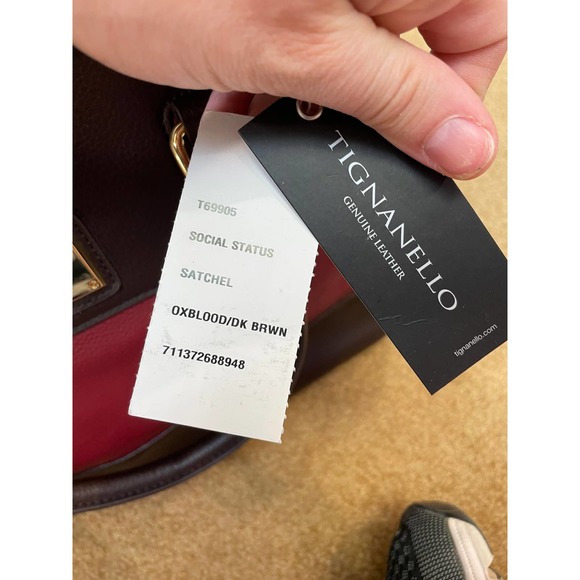 T69905
SOCIAL STATUS
SATCHEL
OXBLOOD/DK BRWN
711372688948
TIGNANELLO
GENUINE LEATHER
tignanello.com